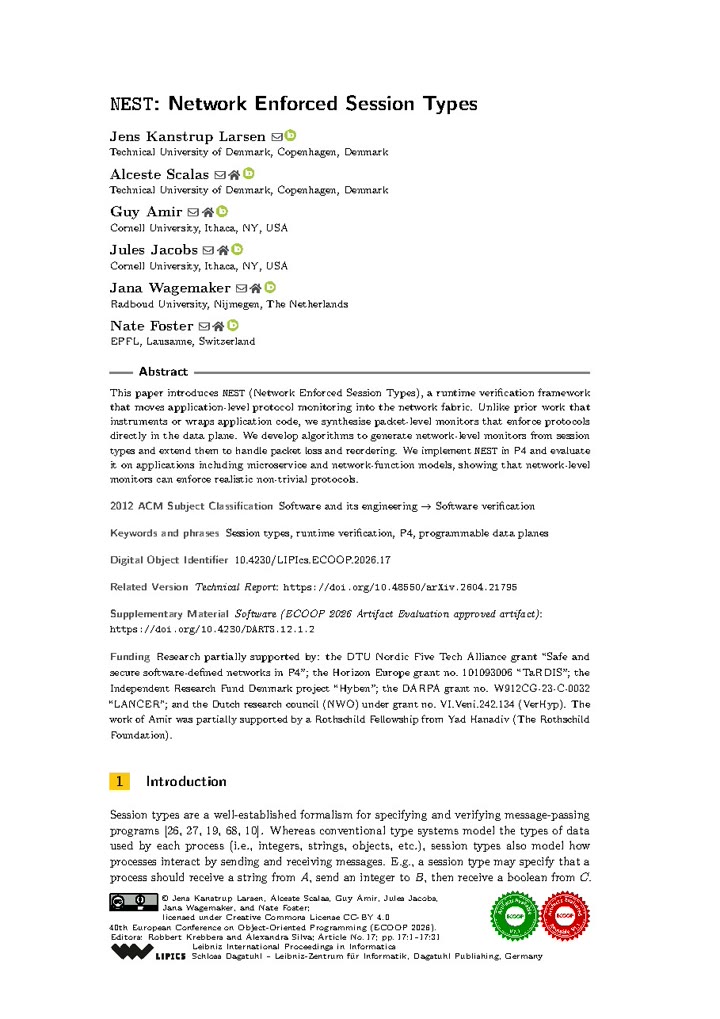 NEST: Network Enforced Session Types
Jens Kanstrup Larsen
Technical University of Denmark, Copenhagen, Denmark
Alceste Scalas
Technical University of Denmark, Copenhagen, Denmark
Guy Amir
Cornell University, Ithaca, NY, USA
Jules Jacobs
Cornell University, Ithaca, NY, USA
Jana Wagemaker
Radboud University, Nijmegen, The Netherlands
Nate Foster
EPFL, Lausanne, Switzerland
Abstract
This paper introduces NEST (Network Enforced Session Types), a runtime verification framework
that moves application-level protocol monitoring into the network fabric. Unlike prior work that
instruments or wraps application code, we synthesise packet-level monitors that enforce protocols
directly in the data plane. We develop algorithms to generate network-level monitors from session
types and extend them to handle packet loss and reordering. We implement NEST in P4 and evaluate
it on applications including microservice and network-function models, showing that network-level
monitors can enforce realistic non-trivial protocols.
2012 ACM Subject Classification Software and its engineering → Software verification
Keywords and phrases Session types, runtime verification, P4, programmable data planes
Digital Object Identifier 10.4230/LIPIcs.ECOOP.2026.17
Related Version Technical Report: https://doi.org/10.48550/arXiv.2604.21795
Supplementary Material Software (ECOOP 2026 Artifact Evaluation approved artifact):
https://doi.org/10.4230/DARTS.12.1.2
Funding Research partially supported by: the DTU Nordic Five Tech Alliance grant “Safe and
secure software-defined networks in P4”; the Horizon Europe grant no. 101093006 “TaRDIS”; the
Independent Research Fund Denmark project “Hyben”; the DARPA grant no. W912CG-23-C-0032
“LANCER”; and the Dutch research council (NWO) under grant no. VI.Veni.242.134 (VerHyp). The
work of Amir was partially supported by a Rothschild Fellowship from Yad Hanadiv (The Rothschild
Foundation).
1 Introduction
Session types are a well-established formalism for specifying and verifying message-passing
programs [26, 27, 19, 68, 10]. Whereas conventional type systems model the types of data
used by each process (i.e., integers, strings, objects, etc.), session types also model how
processes interact by sending and receiving messages. E.g., a session type may specify that a
process should receive a string from A, send an integer to B, then receive a boolean from C.
© Jens Kanstrup Larsen, Alceste Scalas, Guy Amir, Jules Jacobs,
Jana Wagemaker, and Nate Foster;
licensed under Creative Commons License CC-BY 4.0
40th European Conference on Object-Oriented Programming (ECOOP 2026).
Editors: Robbert Krebbers and Alexandra Silva; Article No. 17; pp. 17:1–17:31
Leibniz International Proceedings in Informatics
LIPICS Schloss Dagstuhl – Leibniz-Zentrum für Informatik, Dagstuhl Publishing, Germany
ECOOP
ECOOP